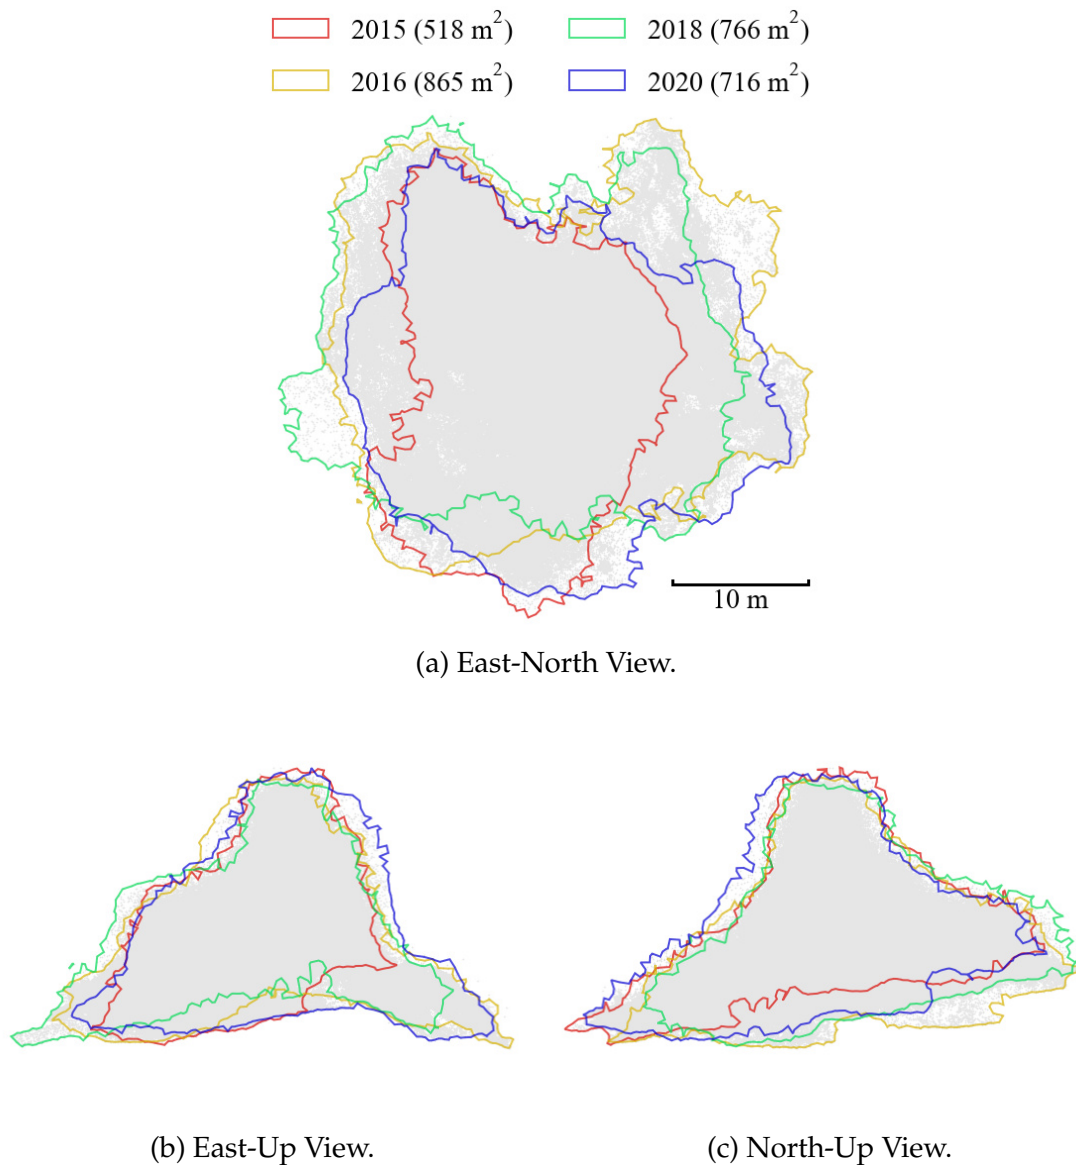 2015 (518 m²) 2018 (766 m²)
2016 (865 m²) 2020 (716 m²)
10 m
(a) East-North View.
(b) East-Up View. (c) North-Up View.